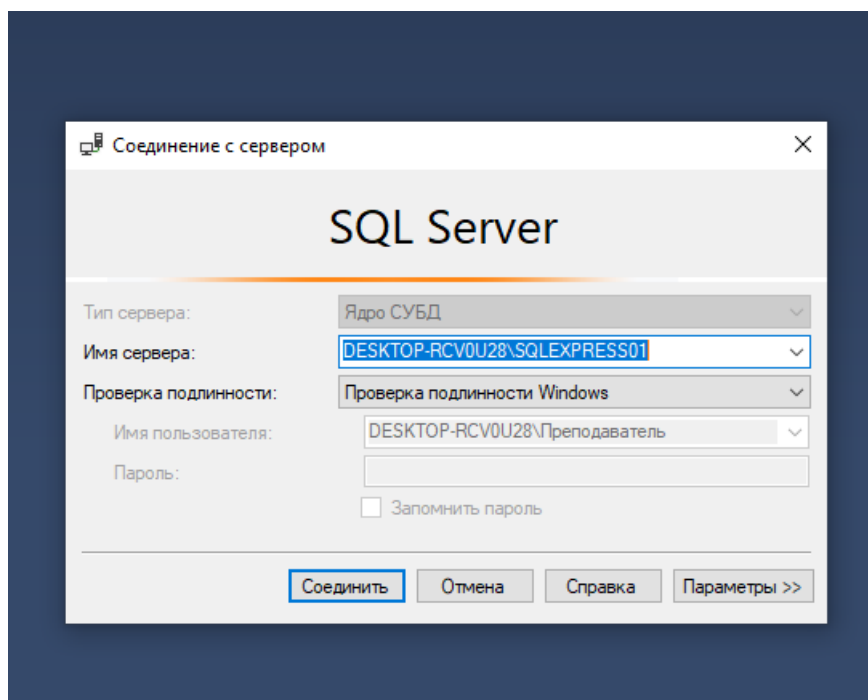 Соединение с сервером
SQL Server
Тип сервера: Ядро СУБД
Имя сервера: DESKTOP-RCV0U28\SQLEXPRESS01
Проверка подлинности: Проверка подлинности Windows
Имя пользователя: DESKTOP-RCV0U28\Преподаватель
Пароль:
Запомнить пароль
Соединить Отмена Справка Параметры >>